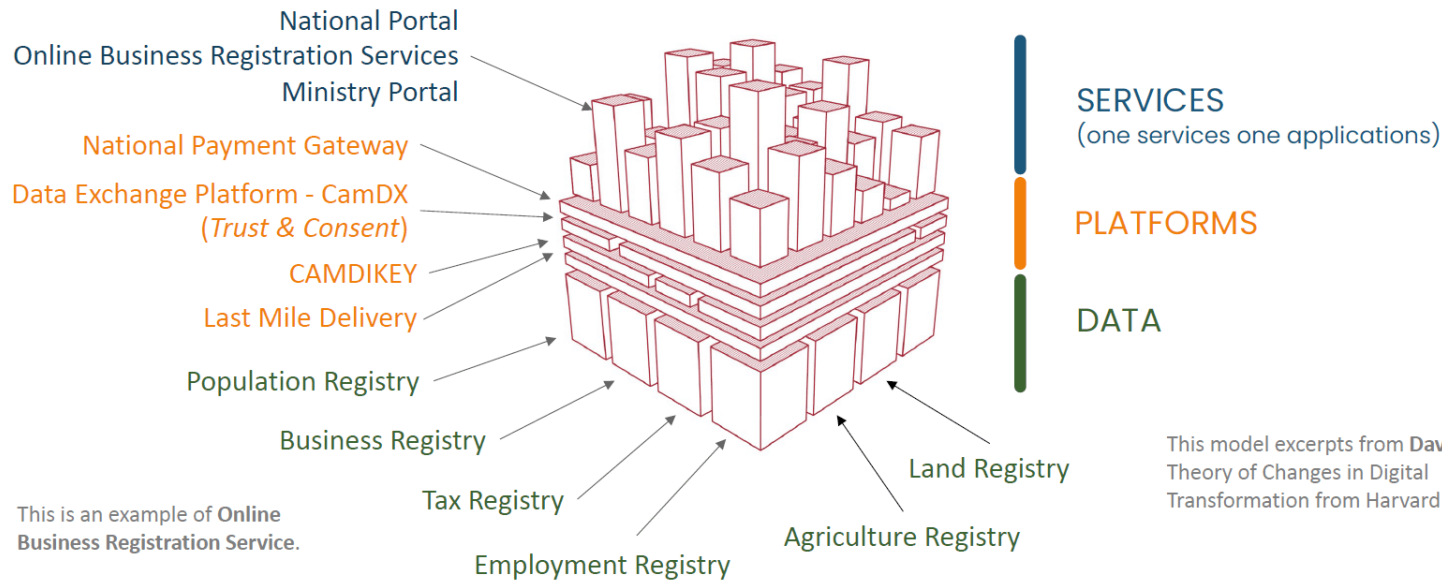 National Portal
Online Business Registration Services
Ministry Portal
National Payment Gateway
Data Exchange Platform - CamDX
(Trust & Consent)
CAMDIKEY
Last Mile Delivery
Population Registry
Business Registry
Tax Registry
Employment Registry
Agriculture Registry
Land Registry
SERVICES
(one services one applications)
PLATFORMS
DATA
This is an example of Online
Business Registration Service.
This model excerpts from
Theory of Changes in Digital
Transformation from Harvard